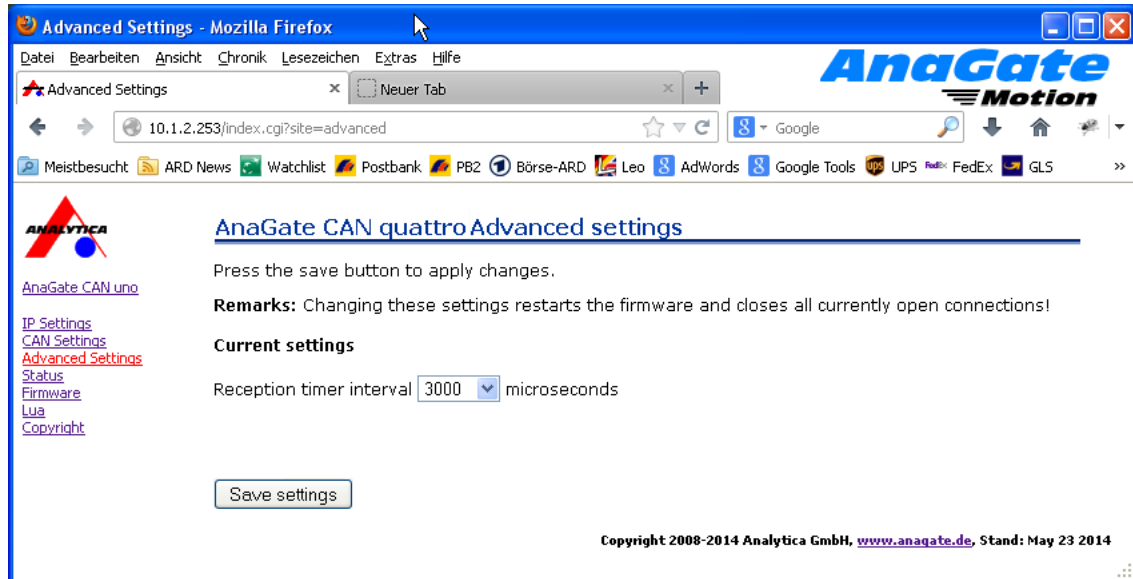 Advanced Settings - Mozilla Firefox
Datei Bearbeiten Ansicht Chronik Lesezeichen Extras Hilfe
AnaGate
Motion
Advanced Settings
Neuer Tab
10.1.2.253/index.cgi?site=advanced
8 Google
Meistbesucht ARD News Watchlist Postbank PB2 Börse-ARD Leo 8 AdWords 8 Google Tools ups UPS FedEx FedEx GLS »
ANALYTICA
AnaGate CAN quattro Advanced settings
Press the save button to apply changes.
AnaGate CAN uno
Remarks: Changing these settings restarts the firmware and closes all currently open connections!
IP Settings
CAN Settings
Advanced Settings
Status
Firmware
Lua
Copyright
Current settings
Reception timer interval 3000 microseconds
Save settings
Copyright 2008-2014 Analytica GmbH, www.anagate.de, Stand: May 23 2014